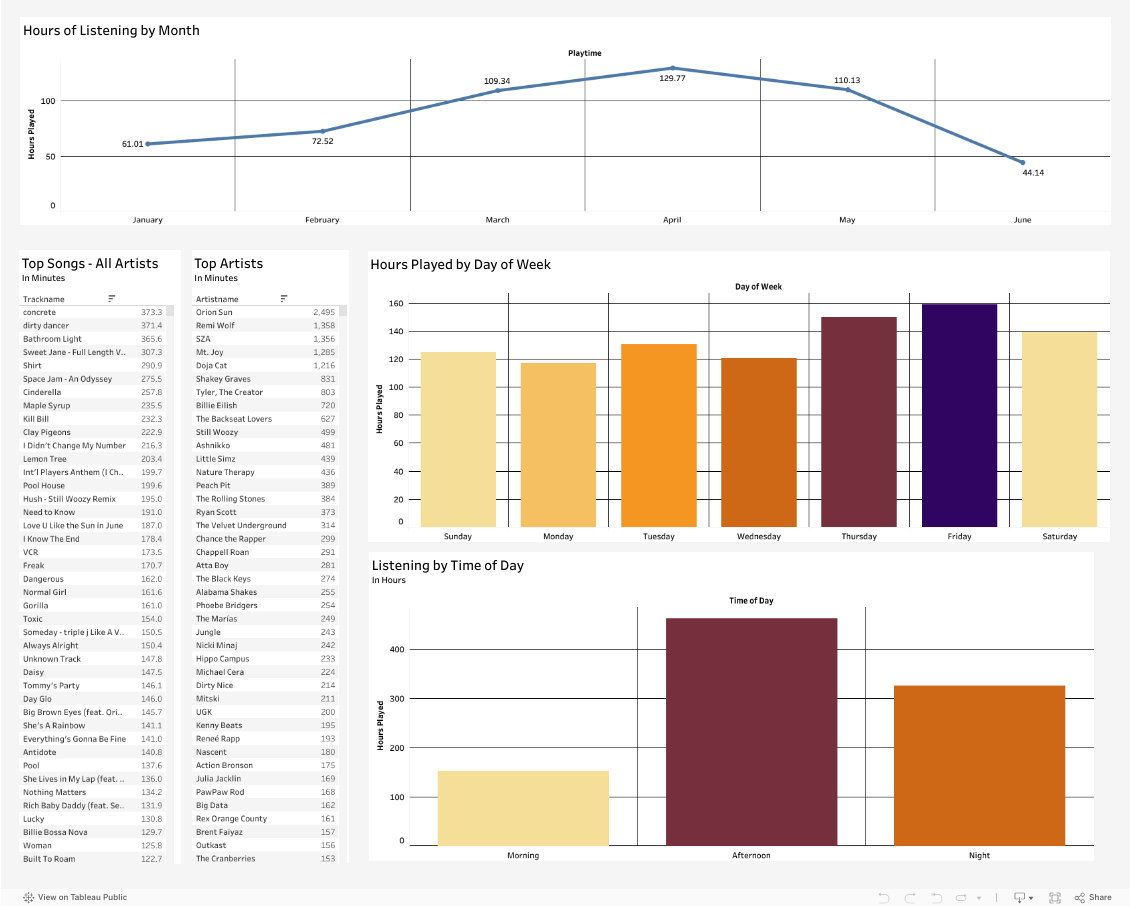 Hours of Listening by Month
Playtime
Hours Played
100
50
0
61.01
72.52
109.34
129.77
110.13
44.14
January February March April May June
Top Songs - All Artists
In Minutes
Trackname
concrete 373.3
dirty dancer 371.4
Bathroom Light 365.6
Sweet Jane - Full Length V.. 307.3
Shirt 290.9
Space Jam - An Odyssey 275.5
Cinderella 257.8
Maple Syrup 235.5
Kill Bill 232.3
Clay Pigeons 222.9
I Didn't Change My Number 216.3
Lemon Tree 203.4
Int'l Players Anthem (I Ch.. 199.7
Pool House 199.6
Hush - Still Woozy Remix 195.0
Need to Know 191.0
Love U Like the Sun in June 187.0
I Know The End 178.4
VCR 173.5
Freak 170.7
Dangerous 162.0
Normal Girl 161.6
Gorilla 161.0
Toxic 154.0
Someday - triple j Like A V.. 150.5
Always Alright 150.4
Unknown Track 147.8
Daisy 147.5
Tommy's Party 146.1
Day Glo 146.0
Big Brown Eyes (feat. Ori.. 145.7
She's A Rainbow 141.1
Everything's Gonna Be Fine 141.0
Antidote 140.8
Pool 137.6
She Lives in My Lap (feat. .. 136.0
Nothing Matters 134.2
Rich Baby Daddy (feat. Se.. 131.9
Lucky 130.8
Billie Bossa Nova 129.7
Woman 125.8
Built To Roam 122.7
Top Artists
In Minutes
Artistname
Orion Sun 2,495
Remi Wolf 1,358
SZA 1,356
Mt. Joy 1,285
Doja Cat 1,216
Shakey Graves 831
Tyler, The Creator 803
Billie Eilish 720
The Backseat Lovers 627
Still Woozy 499
Ashnikko 481
Little Simz 439
Nature Therapy 436
Peach Pit 389
The Rolling Stones 384
Ryan Scott 373
The Velvet Underground 314
Chance the Rapper 299
Chappell Roan 291
Atta Boy 281
The Black Keys 274
Alabama Shakes 255
Phoebe Bridgers 254
The Marías 249
Jungle 243
Nicki Minaj 242
Hippo Campus 233
Michael Cera 224
Dirty Nice 214
Mitski 211
UGK 200
Kenny Beats 195
Reneé Rapp 193
Nascent 180
Action Bronson 175
Julia Jacklin 169
PawPaw Rod 168
Big Data 162
Rex Orange County 161
Brent Faiyaz 157
Outkast 156
The Cranberries 153
Hours Played by Day of Week
Day of Week
Hours Played
160
140
120
100
80
60
40
20
0
Sunday Monday Tuesday Wednesday Thursday Friday Saturday
Listening by Time of Day
In Hours
Time of Day
Hours Played
400
300
200
100
0
Morning Afternoon Night
View on Tableau Public
Share